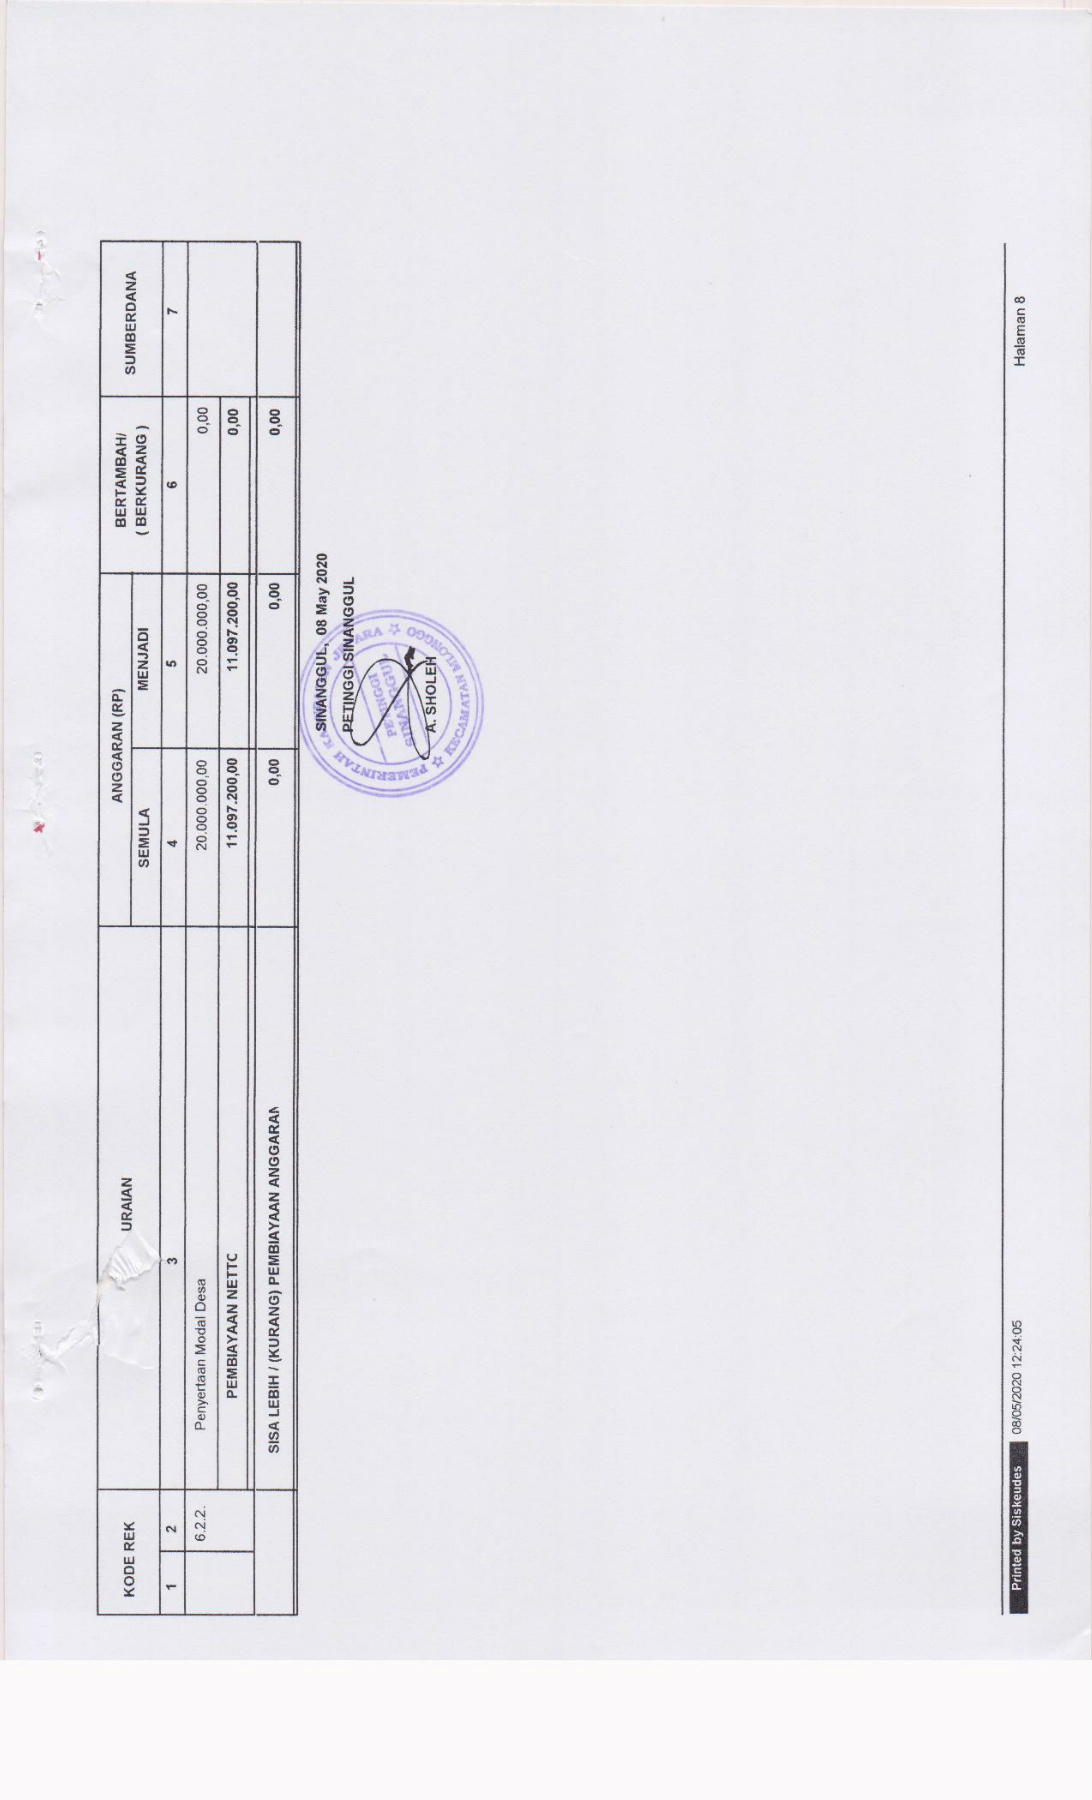 KODE REK URAIAN ANGGARAN (RP) BERTAMBAH/ ( BERKURANG ) SUMBERDANA
SEMULA MENJADI
1 2 3 4 5 6 7
6.2.2. Penyertaan Modal Desa 20.000.000,00 20.000.000,00 0,00
PEMBIAYAAN NETTC 11.097.200,00 11.097.200,00 0,00
SISA LEBIH / (KURANG) PEMBIAYAAN ANGGARAN 0,00 0,00 0,00
SINANGGUL, 08 May 2020
PETINGGI SINANGGUL
PEMERINTAH
KECAMATAN MLONGGO
PETINGGI
SINANGGUL
A. SHOLEH
Printed by Siskeudes 08/05/2020 12:24:05 Halaman 8